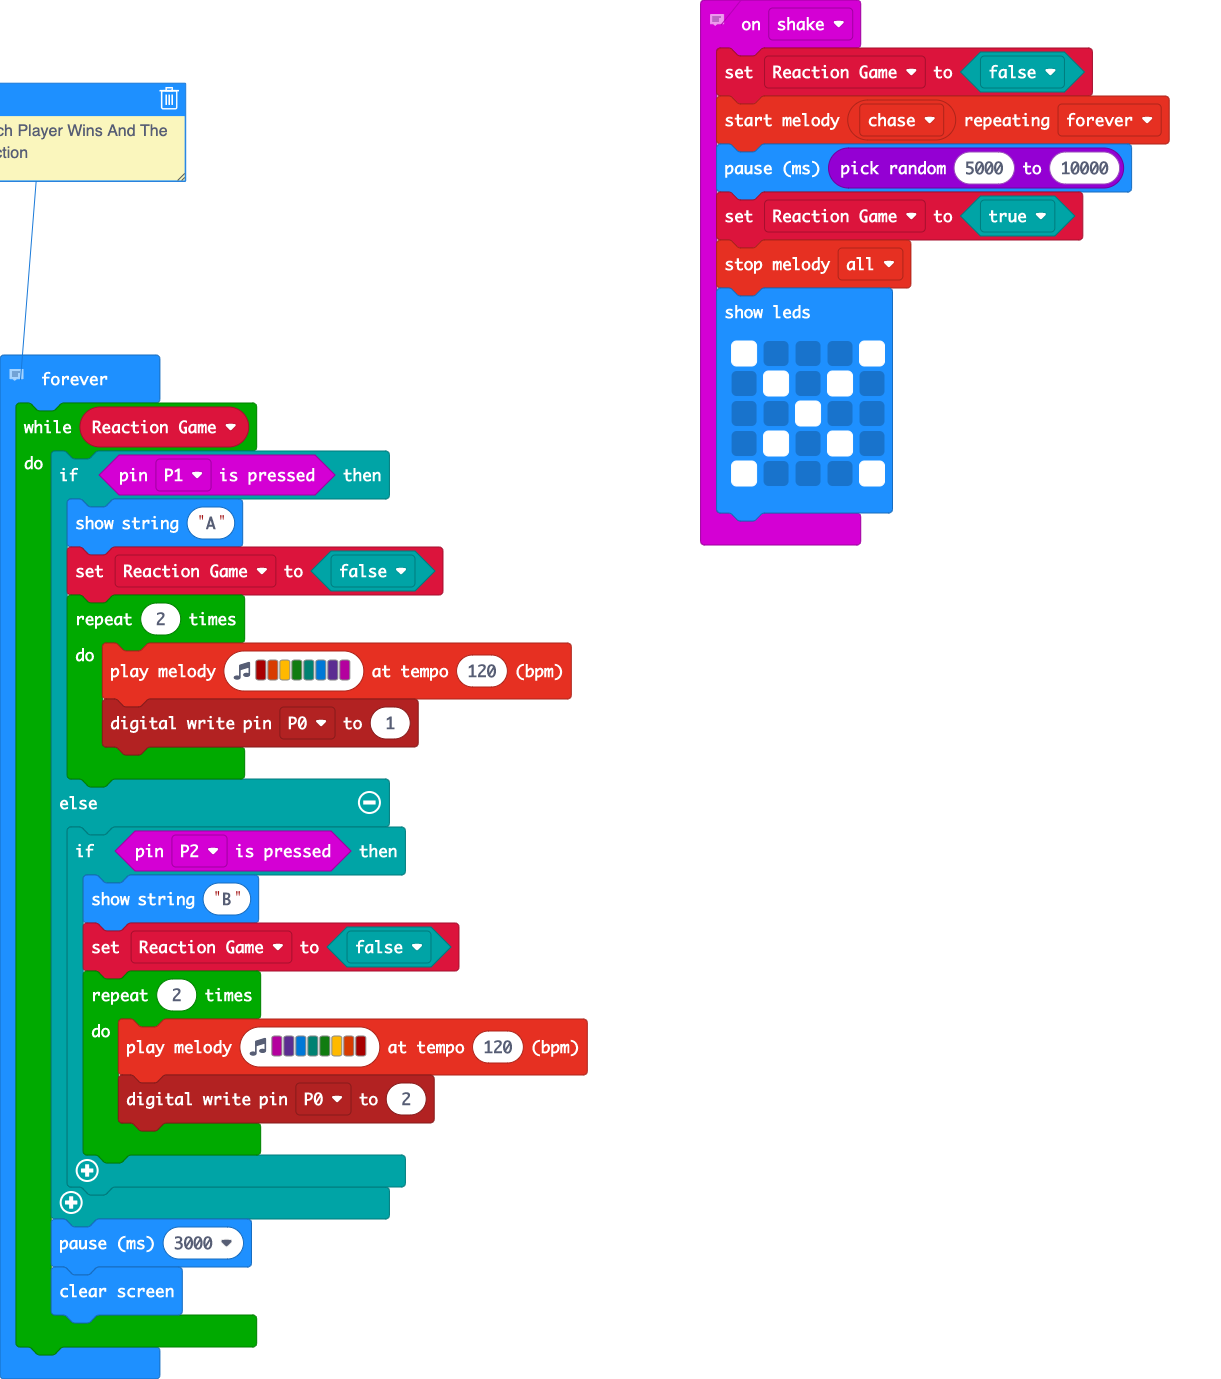 ch Player Wins And The
ction
forever
while Reaction Game
do
if pin P1 is pressed then
show string "A"
set Reaction Game to false
repeat 2 times
do
play melody at tempo 120 (bpm)
digital write pin P0 to 1
else
if pin P2 is pressed then
show string "B"
set Reaction Game to false
repeat 2 times
do
play melody at tempo 120 (bpm)
digital write pin P0 to 2
pause (ms) 3000
clear screen
on shake
set Reaction Game to false
start melody chase repeating forever
pause (ms) pick random 5000 to 10000
set Reaction Game to true
stop melody all
show leds